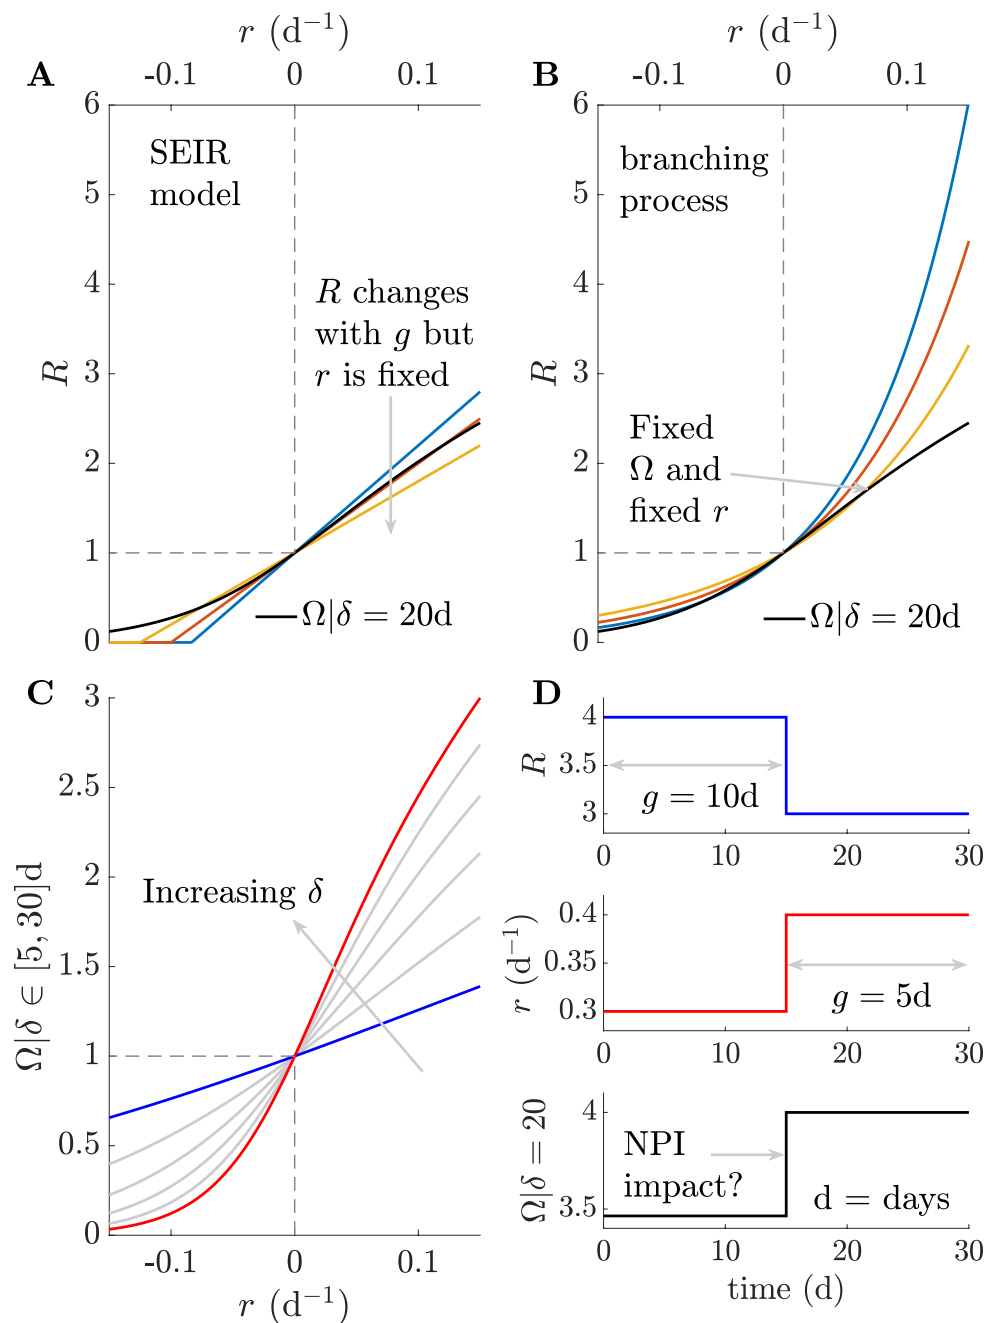 r (d⁻¹)
-0.1 0 0.1
A
6
5
4
3
2
1
0
R
SEIR
model
R changes
with g but
r is fixed
Ω|δ = 20d
r (d⁻¹)
-0.1 0 0.1
B
6
5
4
3
2
1
0
R
branching
process
Fixed
Ω and
fixed r
Ω|δ = 20d
C
3
2.5
2
1.5
1
0.5
0
Ω|δ ∈ [5, 30]d
Increasing δ
-0.1 0 0.1
r (d⁻¹)
D
4
3.5
3
R
g = 10d
0 10 20 30
0.4
0.35
0.3
r (d⁻¹)
g = 5d
0 10 20 30
4
3.5
Ω|δ = 20
NPI
impact?
d = days
0 10 20 30
time (d)